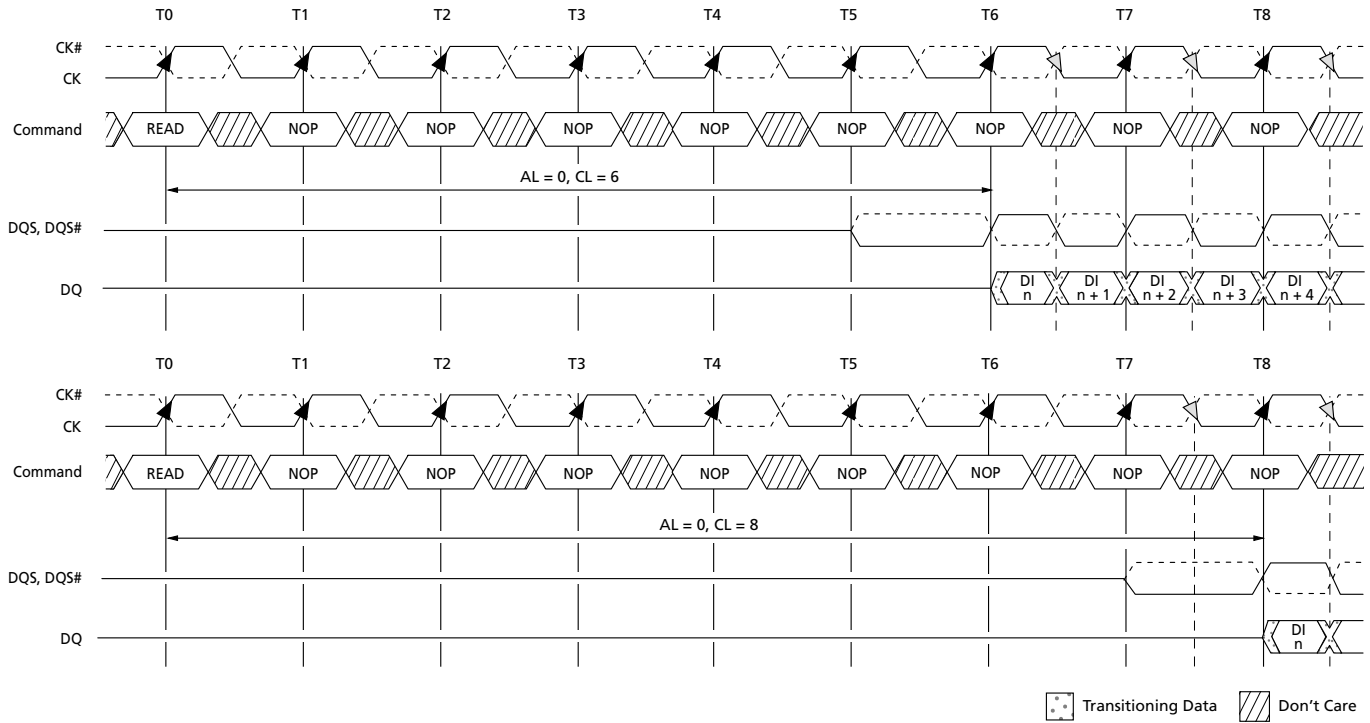 T0 T1 T2 T3 T4 T5 T6 T7 T8
CK#
CK
Command READ NOP NOP NOP NOP NOP NOP NOP NOP
AL = 0, CL = 6
DQS, DQS#
DQ DI n DI n + 1 DI n + 2 DI n + 3 DI n + 4
T0 T1 T2 T3 T4 T5 T6 T7 T8
CK#
CK
Command READ NOP NOP NOP NOP NOP NOP NOP NOP
AL = 0, CL = 8
DQS, DQS#
DQ DI n
Transitioning Data Don't Care